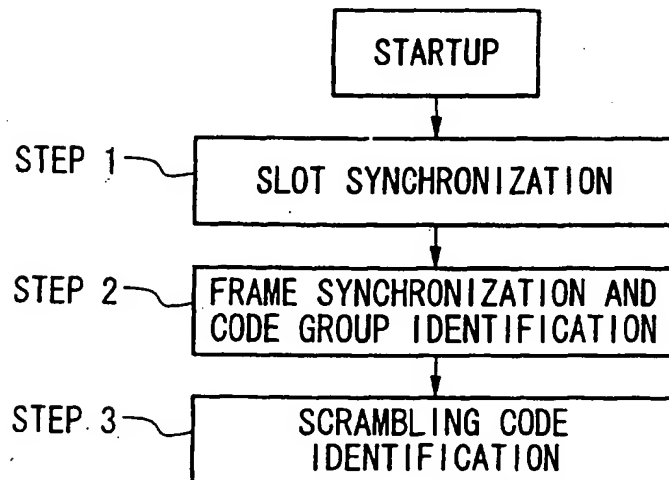 STARTUP
STEP 1
SLOT SYNCHRONIZATION
STEP 2
FRAME SYNCHRONIZATION AND
CODE GROUP IDENTIFICATION
STEP 3
SCRAMBLING CODE
IDENTIFICATION